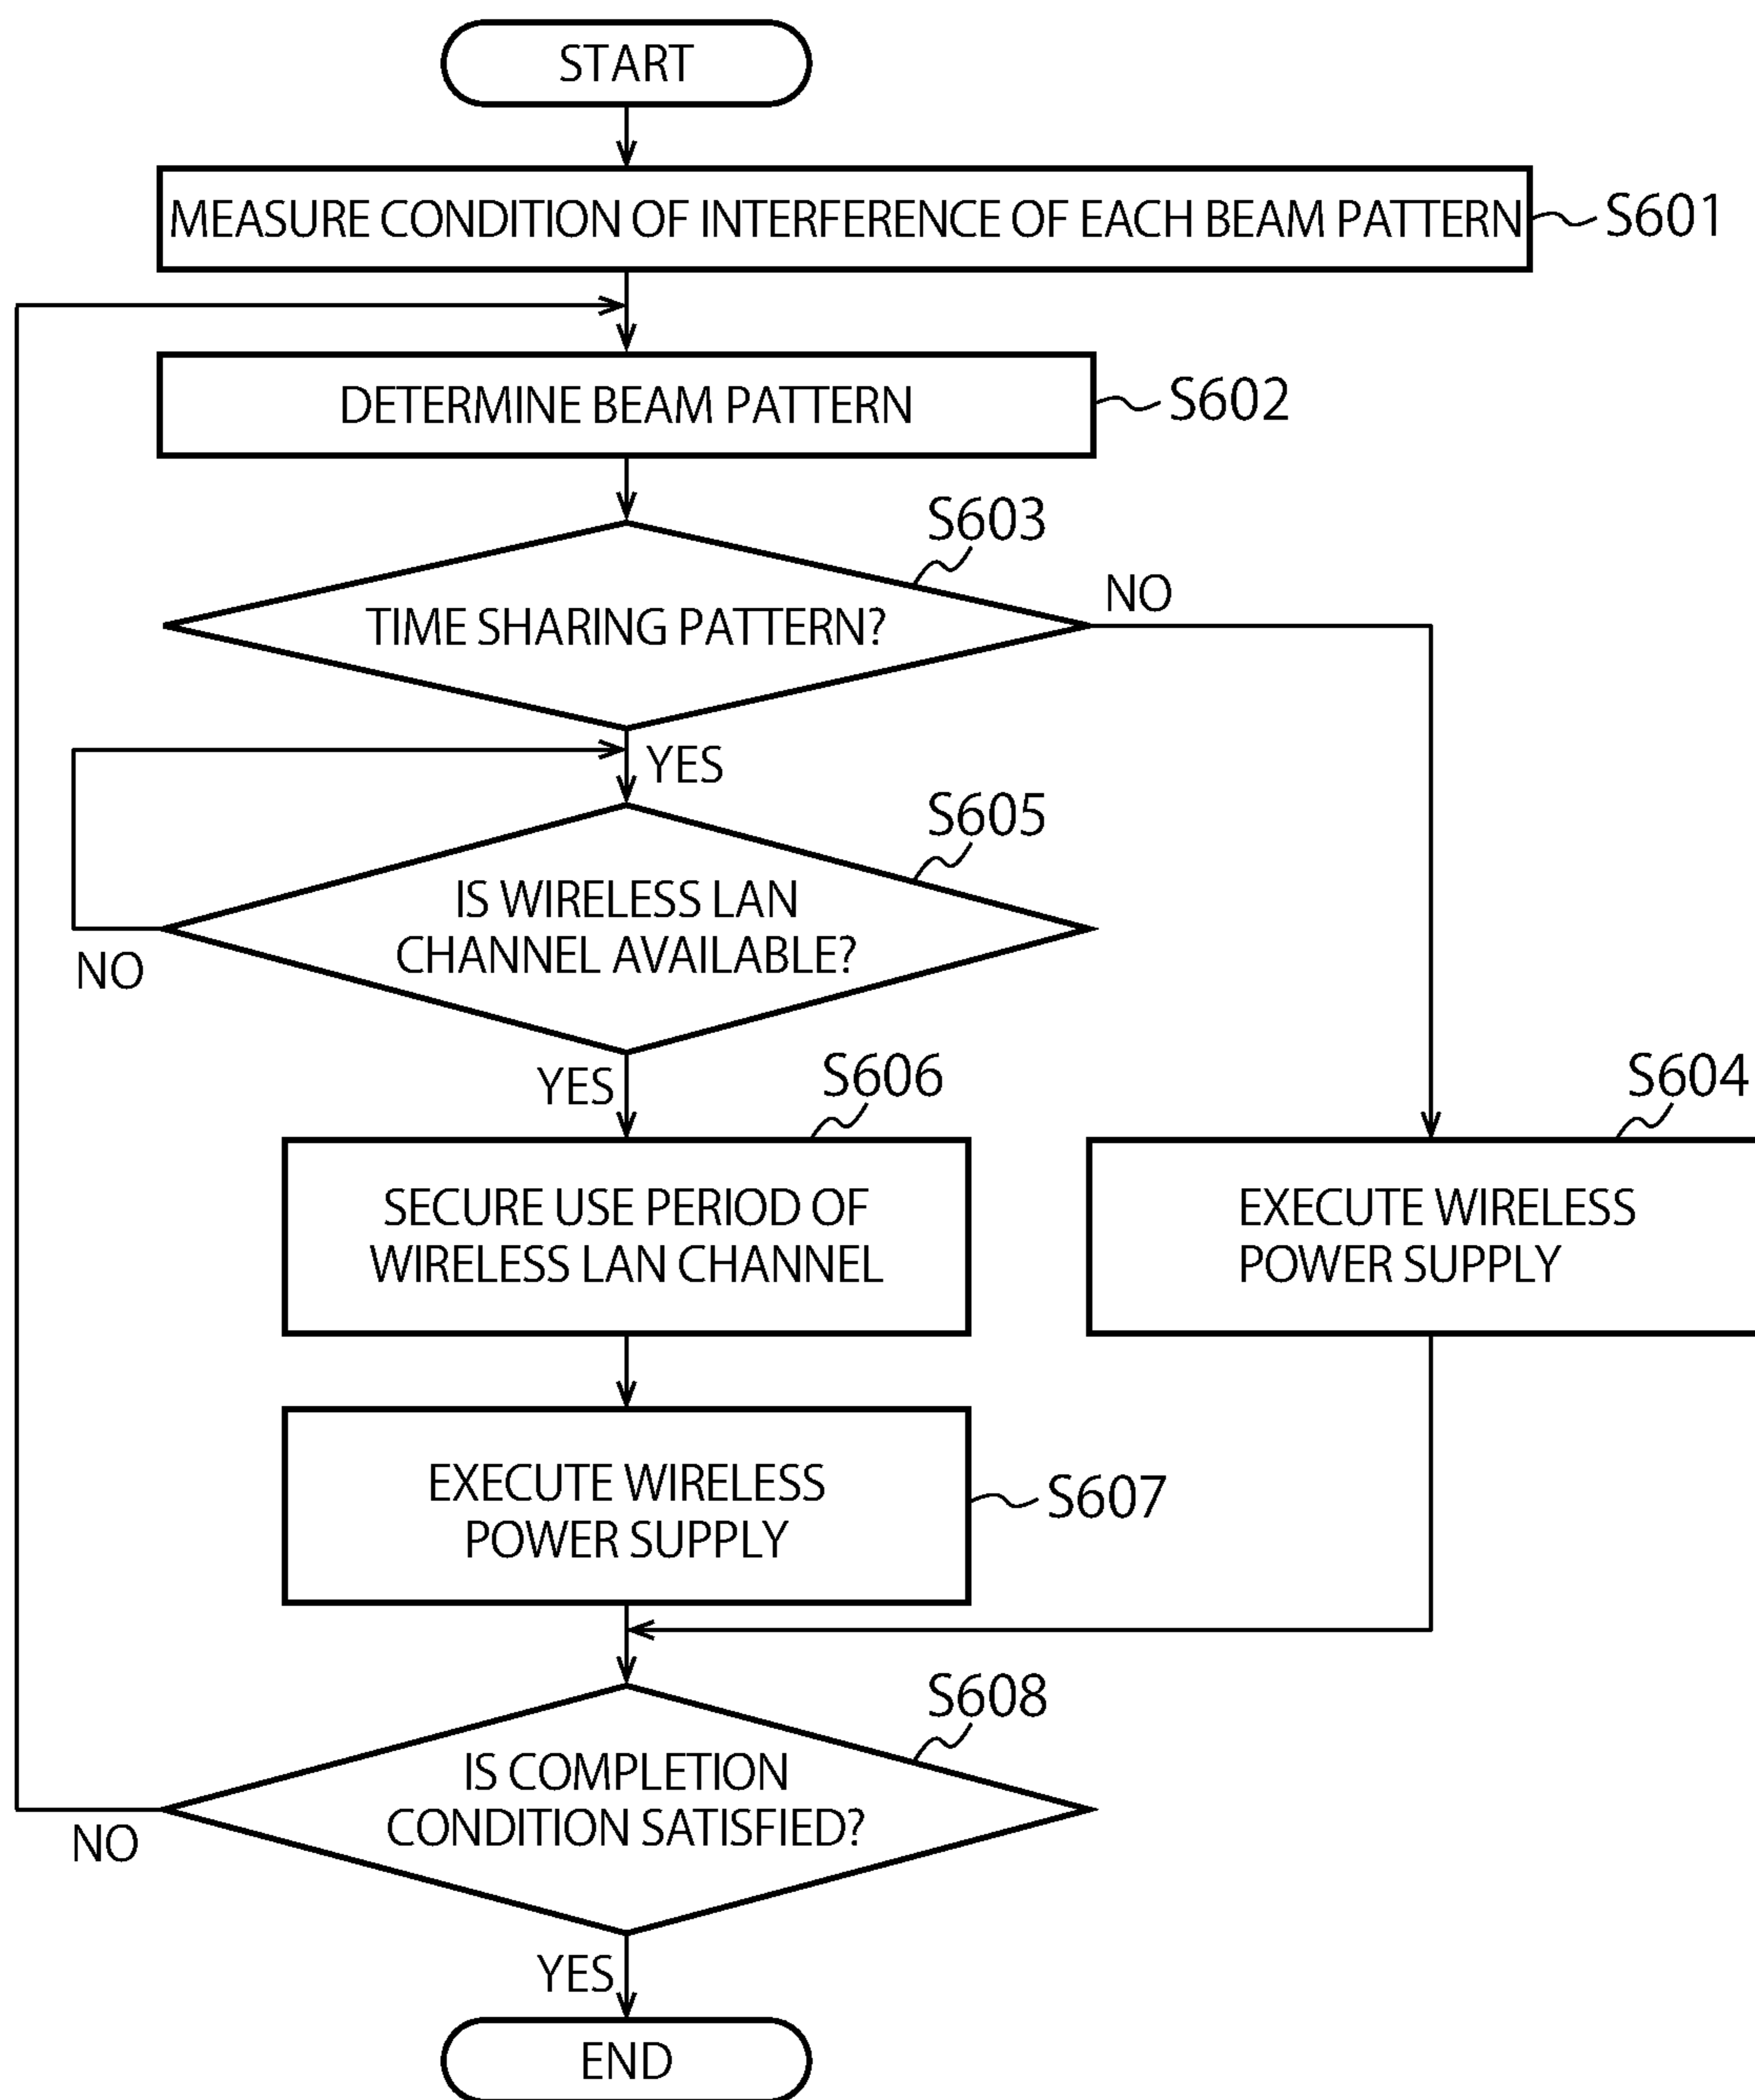 START
MEASURE CONDITION OF INTERFERENCE OF EACH BEAM PATTERN
S601
DETERMINE BEAM PATTERN
S602
S603
TIME SHARING PATTERN?
NO
YES
S605
IS WIRELESS LAN
CHANNEL AVAILABLE?
NO
YES
S606
S604
SECURE USE PERIOD OF
WIRELESS LAN CHANNEL
EXECUTE WIRELESS
POWER SUPPLY
EXECUTE WIRELESS
POWER SUPPLY
S607
S608
IS COMPLETION
CONDITION SATISFIED?
NO
YES
END